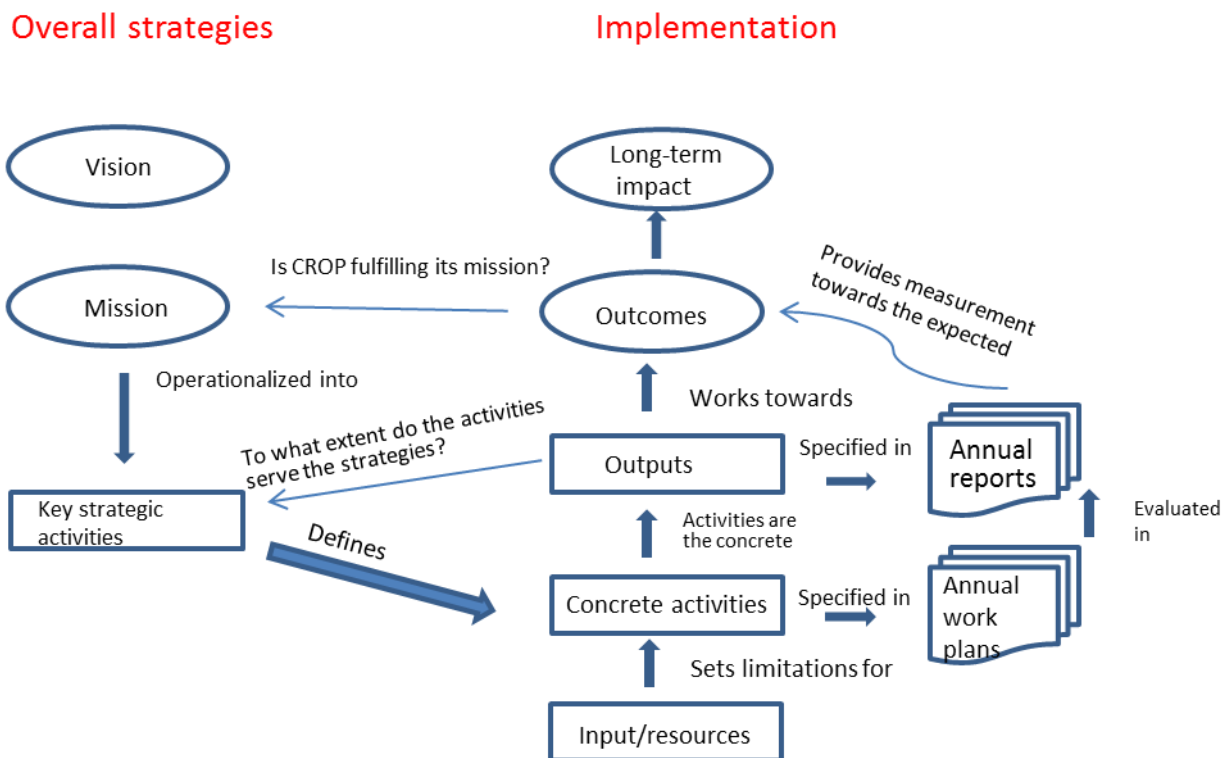 Overall strategies
Implementation
Vision
Long-term
impact
Is CROP fulfilling its mission?
Provides measurement
towards the expected
Mission
Outcomes
Operationalized into
Works towards
To what extent do the activities
serve the strategies?
Outputs
Specified in
Annual
reports
Key strategic
activities
Activities are
the concrete
Evaluated
in
Defines
Concrete activities
Specified in
Annual
work
plans
Sets limitations for
Input/resources